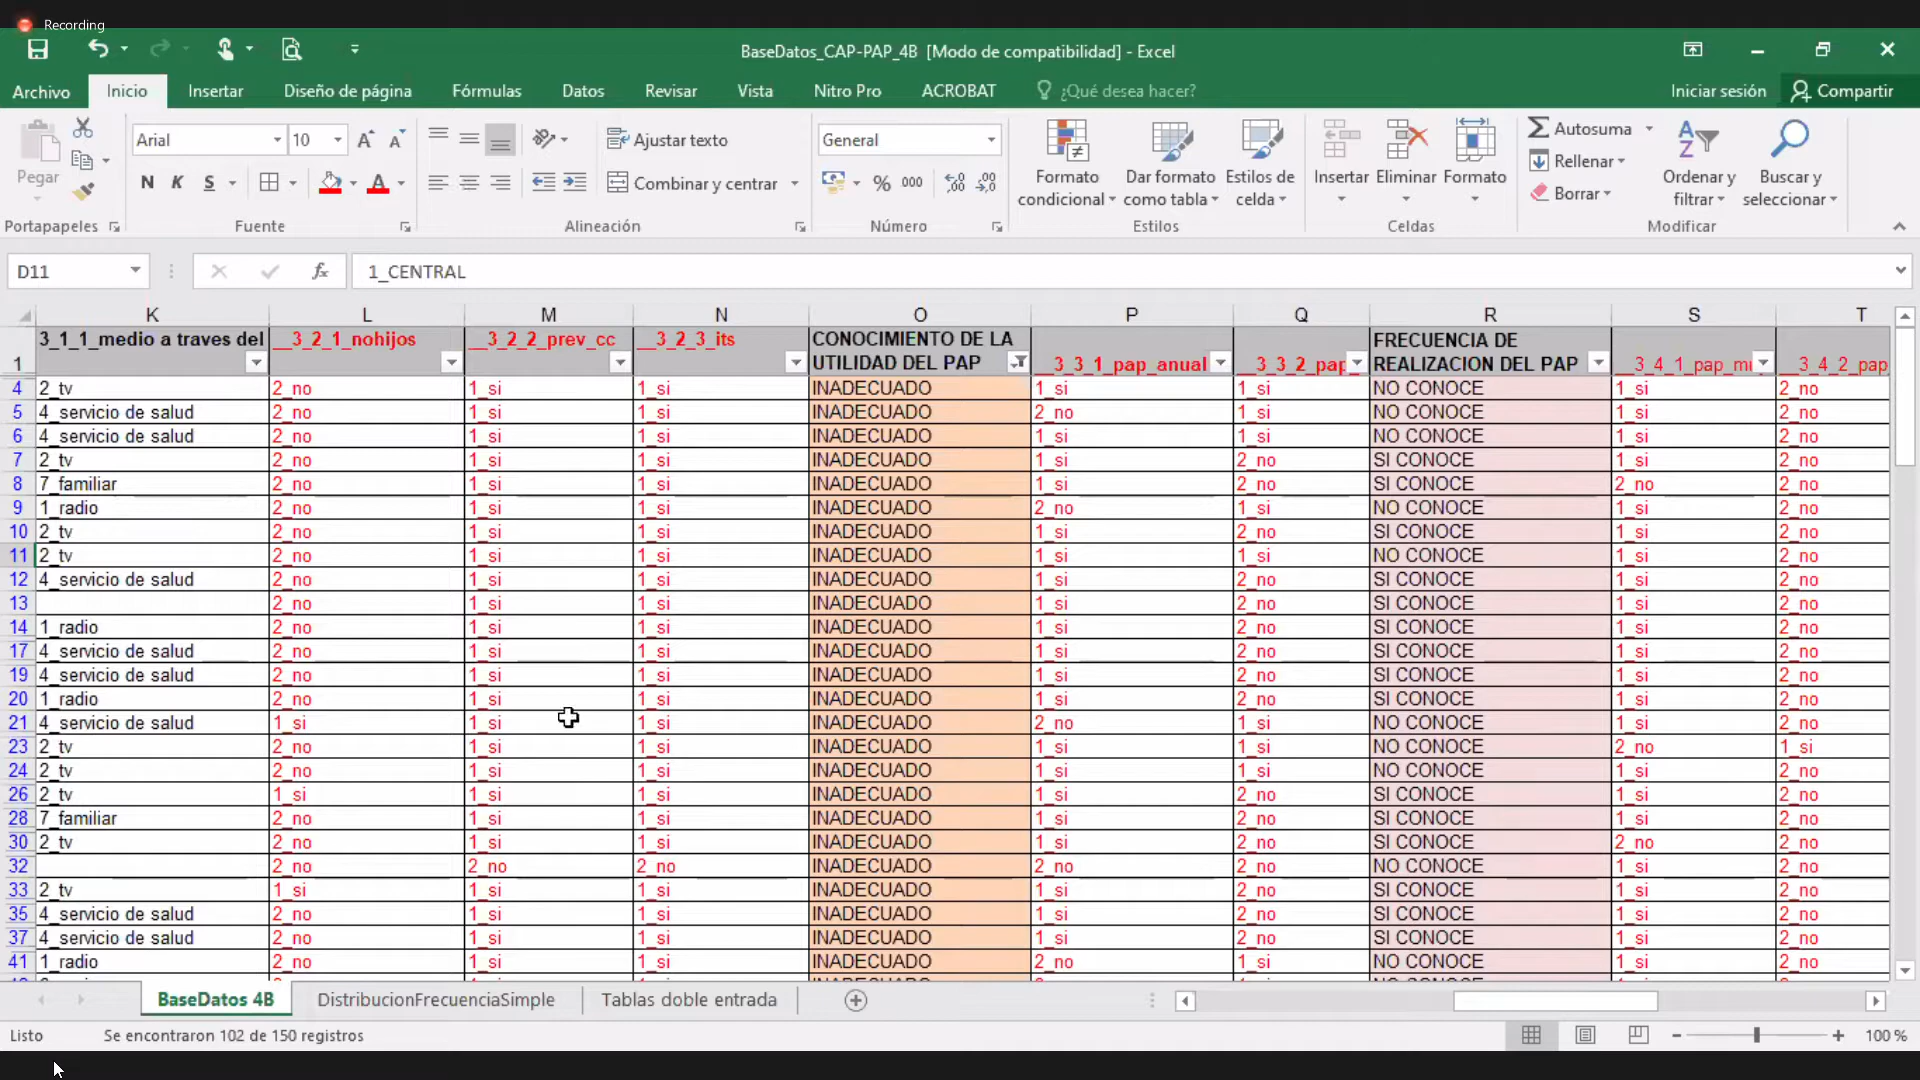 Recording
BaseDatos_CAP-PAP_4B [Modo de compatibilidad] - Excel
Archivo Inicio Insertar Diseño de página Fórmulas Datos Revisar Vista Nitro Pro ACROBAT ¿Qué desea hacer? Iniciar sesión Compartir
Pegar
Arial 10
N K S
Ajustar texto
Combinar y centrar
General
% 000
Formato condicional
Dar formato como tabla
Estilos de celda
Insertar Eliminar Formato
Autosuma
Rellenar
Borrar
Ordenar y filtrar
Buscar y seleccionar
Portapapeles Fuente Alineación Número Estilos Celdas Modificar
D11 fx 1_CENTRAL
K L M N O P Q R S T
1 3_1_1_medio a traves del __3_2_1_nohijos __3_2_2_prev_cc __3_2_3_its CONOCIMIENTO DE LA UTILIDAD DEL PAP __3_3_1_pap_anual __3_3_2_pap_ FRECUENCIA DE REALIZACION DEL PAP __3_4_1_pap_mu __3_4_2_pap
4 2_tv 2_no 1_si 1_si INADECUADO 1_si 1_si NO CONOCE 1_si 2_no
5 4_servicio de salud 2_no 1_si 1_si INADECUADO 2_no 1_si NO CONOCE 1_si 2_no
6 4_servicio de salud 2_no 1_si 1_si INADECUADO 1_si 1_si NO CONOCE 1_si 2_no
7 2_tv 2_no 1_si 1_si INADECUADO 1_si 2_no SI CONOCE 1_si 2_no
8 7_familiar 2_no 1_si 1_si INADECUADO 1_si 2_no SI CONOCE 2_no 2_no
9 1_radio 2_no 1_si 1_si INADECUADO 2_no 1_si NO CONOCE 1_si 2_no
10 2_tv 2_no 1_si 1_si INADECUADO 1_si 2_no SI CONOCE 1_si 2_no
11 2_tv 2_no 1_si 1_si INADECUADO 1_si 1_si NO CONOCE 1_si 2_no
12 4_servicio de salud 2_no 1_si 1_si INADECUADO 1_si 2_no SI CONOCE 1_si 2_no
13 2_no 1_si 1_si INADECUADO 1_si 2_no SI CONOCE 1_si 2_no
14 1_radio 2_no 1_si 1_si INADECUADO 1_si 2_no SI CONOCE 1_si 2_no
17 4_servicio de salud 2_no 1_si 1_si INADECUADO 1_si 2_no SI CONOCE 1_si 2_no
19 4_servicio de salud 2_no 1_si 1_si INADECUADO 1_si 2_no SI CONOCE 1_si 2_no
20 1_radio 2_no 1_si 1_si INADECUADO 1_si 2_no SI CONOCE 1_si 2_no
21 4_servicio de salud 1_si 1_si 1_si INADECUADO 2_no 1_si NO CONOCE 1_si 2_no
23 2_tv 2_no 1_si 1_si INADECUADO 1_si 1_si NO CONOCE 2_no 1_si
24 2_tv 2_no 1_si 1_si INADECUADO 1_si 1_si NO CONOCE 1_si 2_no
26 2_tv 1_si 1_si 1_si INADECUADO 1_si 2_no SI CONOCE 1_si 2_no
28 7_familiar 2_no 1_si 1_si INADECUADO 1_si 2_no SI CONOCE 1_si 2_no
30 2_tv 2_no 1_si 1_si INADECUADO 1_si 2_no SI CONOCE 2_no 2_no
32 2_no 2_no 2_no INADECUADO 2_no 2_no NO CONOCE 1_si 2_no
33 2_tv 1_si 1_si 1_si INADECUADO 1_si 2_no SI CONOCE 1_si 2_no
35 4_servicio de salud 2_no 1_si 1_si INADECUADO 1_si 2_no SI CONOCE 1_si 2_no
37 4_servicio de salud 2_no 1_si 1_si INADECUADO 1_si 2_no SI CONOCE 1_si 2_no
41 1_radio 2_no 1_si 1_si INADECUADO 2_no 1_si NO CONOCE 1_si 2_no
BaseDatos 4B DistribucionFrecuenciaSimple Tablas doble entrada
Listo Se encontraron 102 de 150 registros 100 %